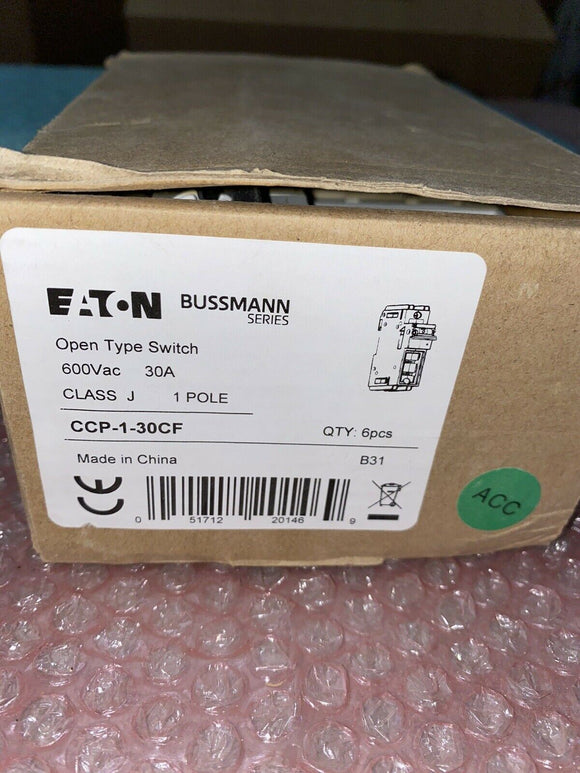 EATON BUSSMANN
SERIES
Open Type Switch
600Vac 30A
CLASS J 1 POLE
CCP-1-30CF QTY: 6pcs
Made in China B31
CE
0 51712 20146 9
ACC